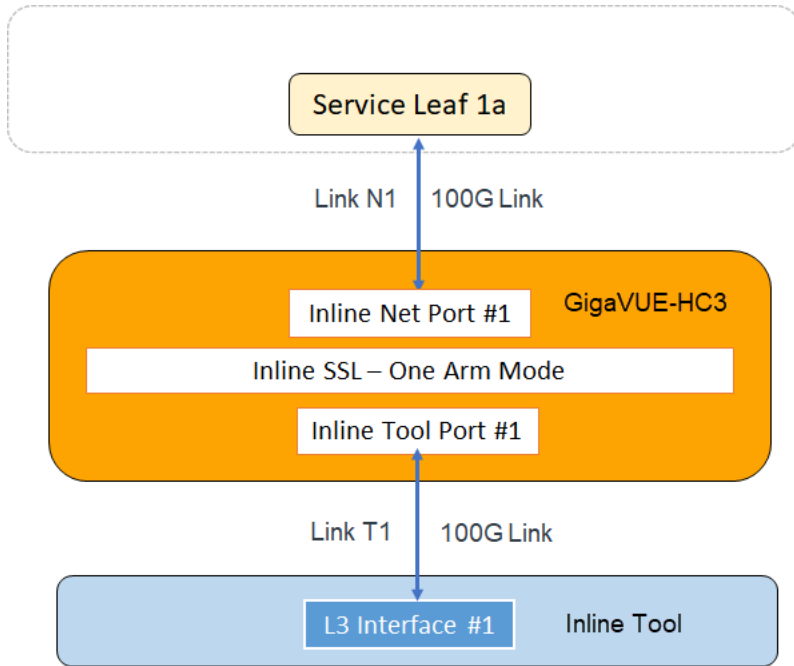 Service Leaf 1a
Link N1
100G Link
Inline Net Port #1
GigaVUE-HC3
Inline SSL – One Arm Mode
Inline Tool Port #1
Link T1
100G Link
L3 Interface #1
Inline Tool